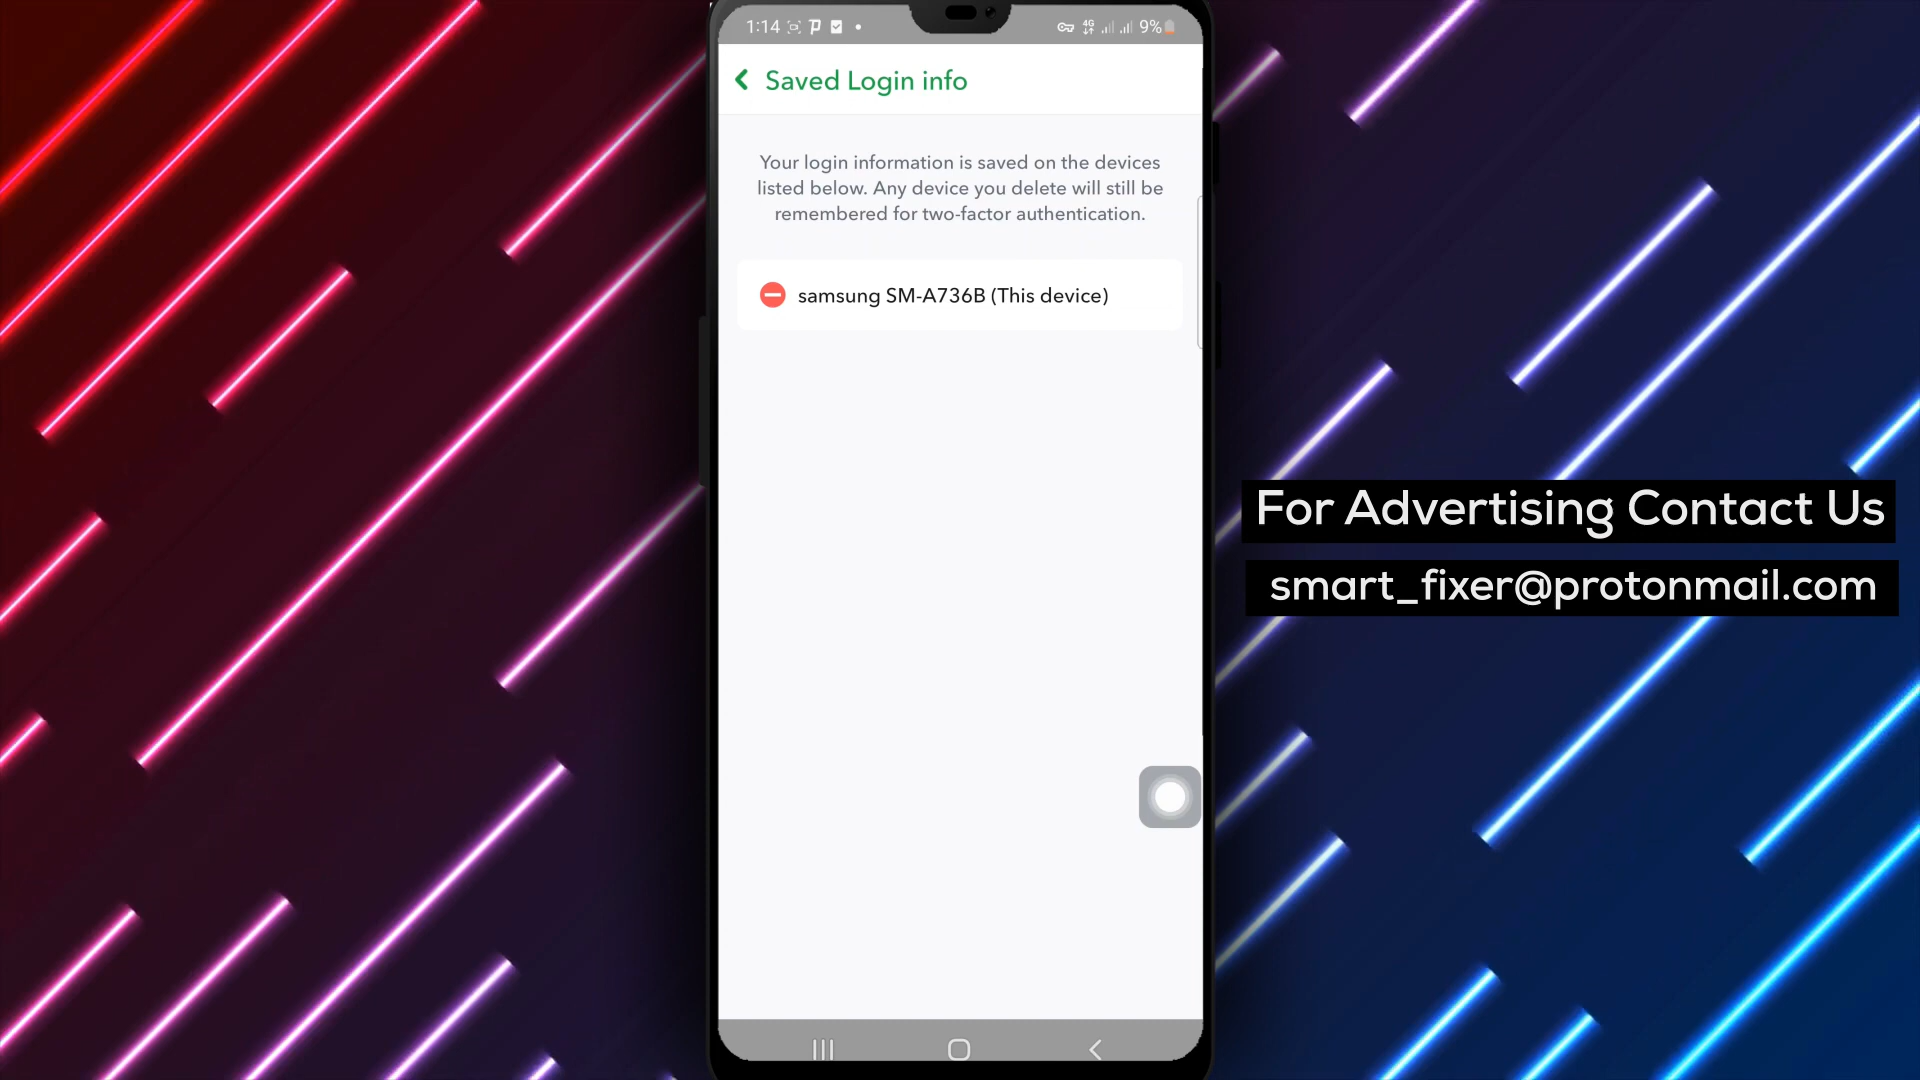 1:14
4G
9%
Saved Login info
Your login information is saved on the devices
listed below. Any device you delete will still be
remembered for two-factor authentication.
samsung SM-A736B (This device)
For Advertising Contact Us
smart_fixer@protonmail.com